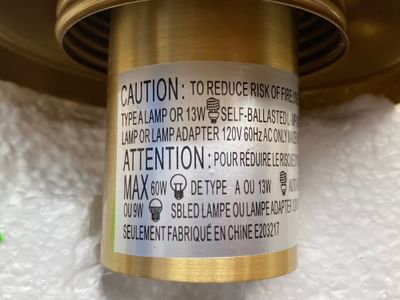 CAUTION: TO REDUCE RISK OF FIRE,
TYPE A LAMP OR 13W SELF-BALLASTED
LAMP OR LAMP ADAPTER 120V 60Hz AC ONLY
ATTENTION: POUR RÉDUIRE LE
MAX 60W DE TYPE A OU 13W
OU 9W SBLED LAMPE OU LAMPE ADAPTER
SEULEMENT FABRIQUÉ EN CHINE E203217